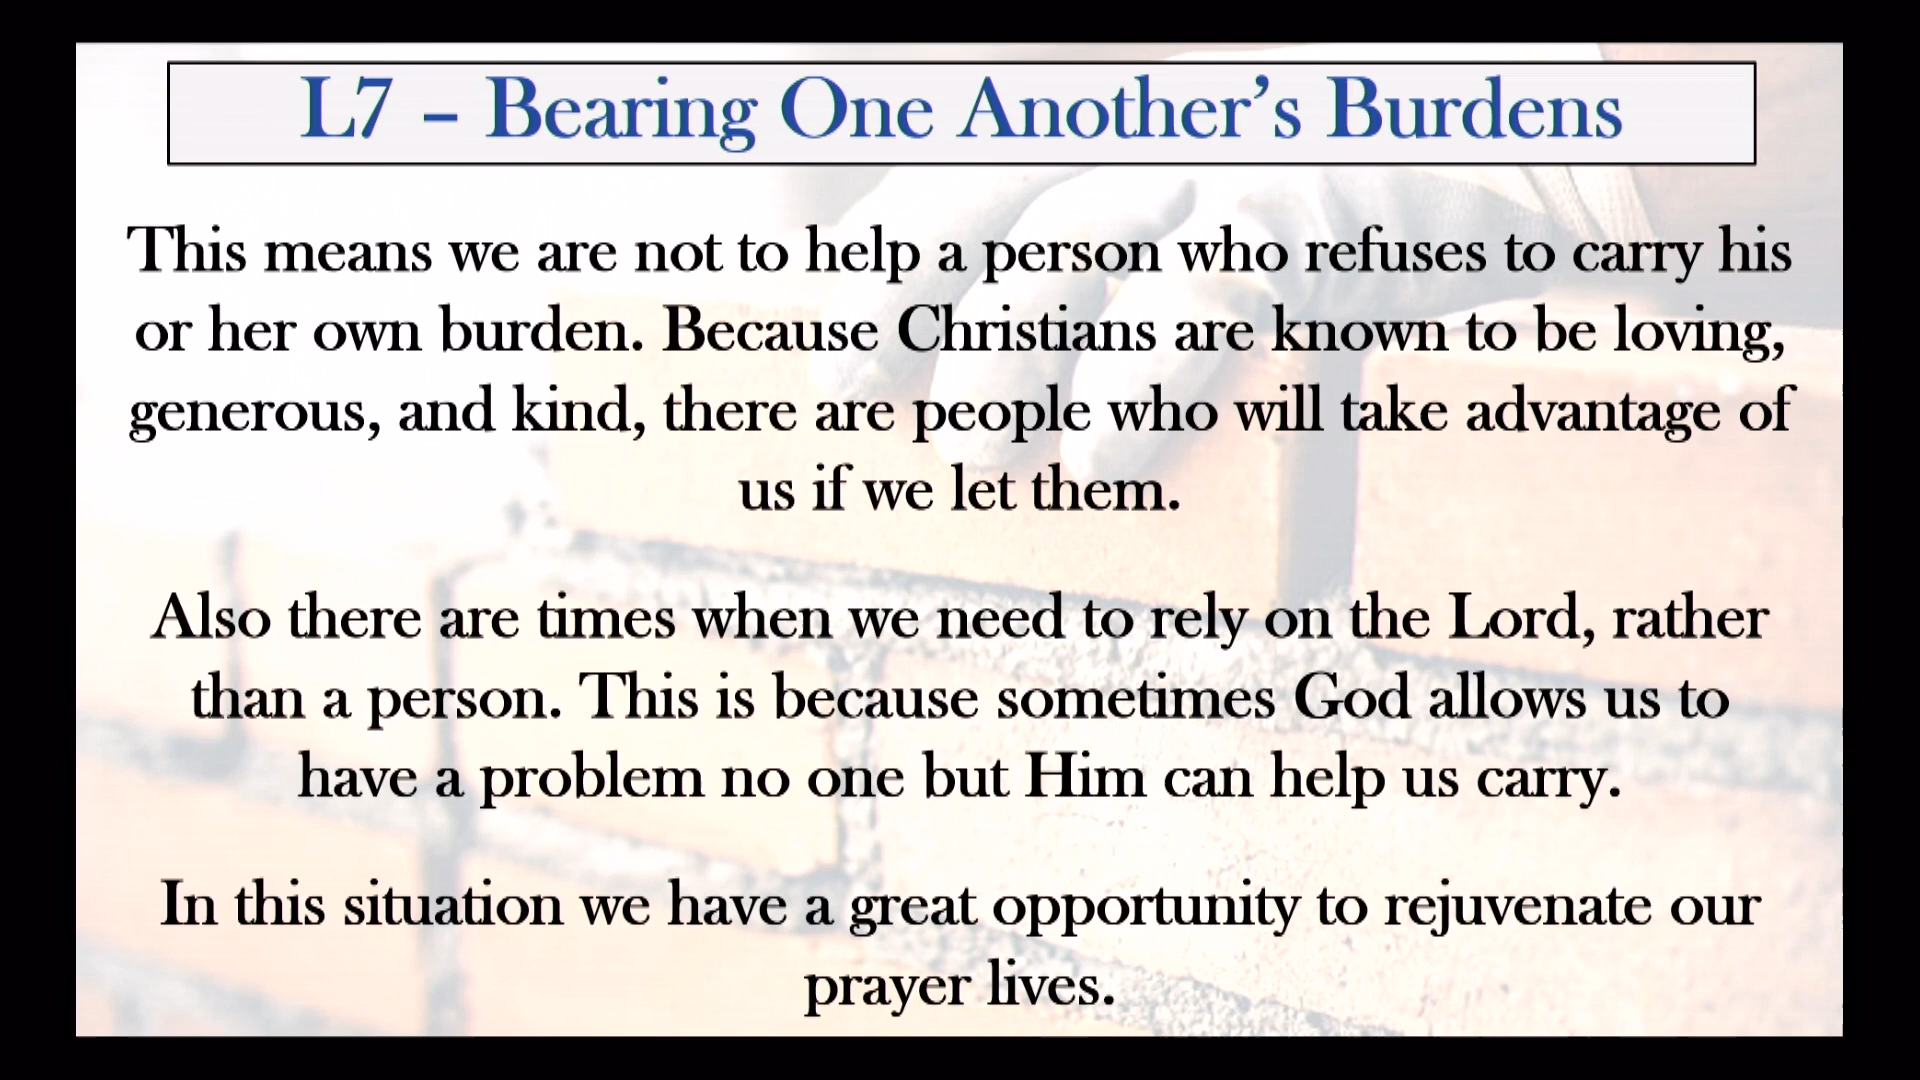 L7 – Bearing One Another’s Burdens
This means we are not to help a person who refuses to carry his
or her own burden. Because Christians are known to be loving,
generous, and kind, there are people who will take advantage of
us if we let them.
Also there are times when we need to rely on the Lord, rather
than a person. This is because sometimes God allows us to
have a problem no one but Him can help us carry.
In this situation we have a great opportunity to rejuvenate our
prayer lives.